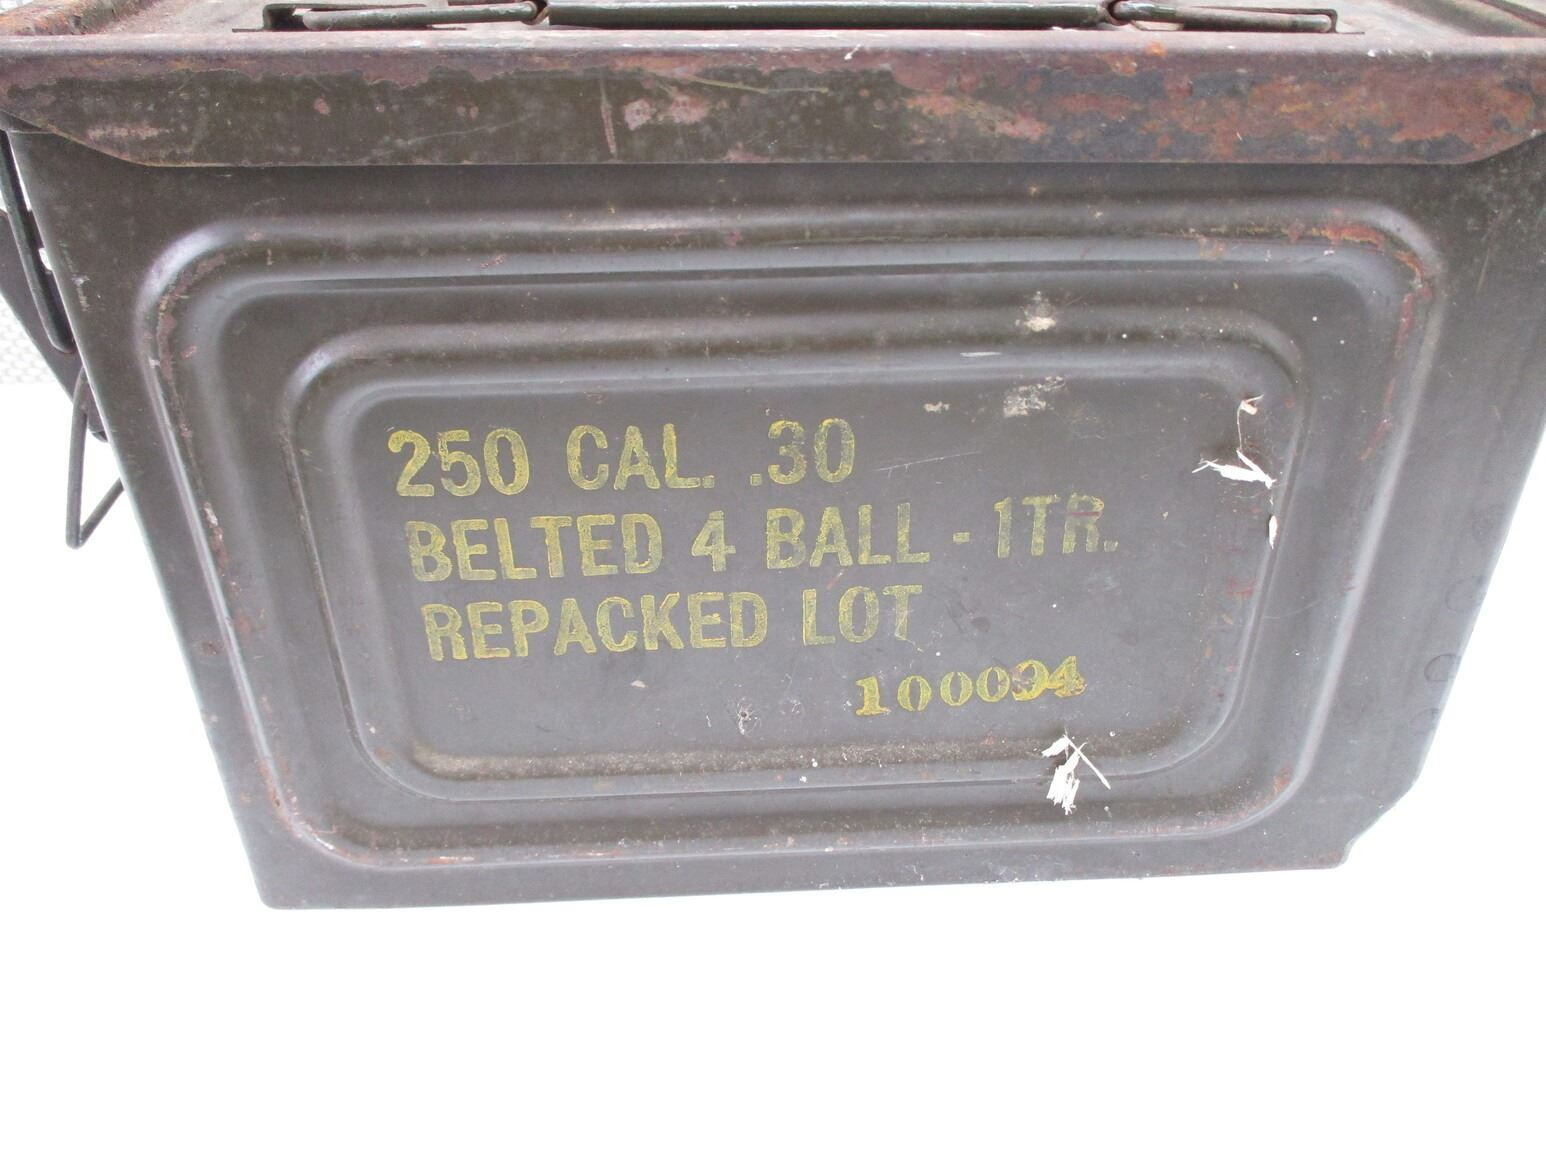 250 CAL. .30
BELTED 4 BALL - 1TR.
REPACKED LOT
100094